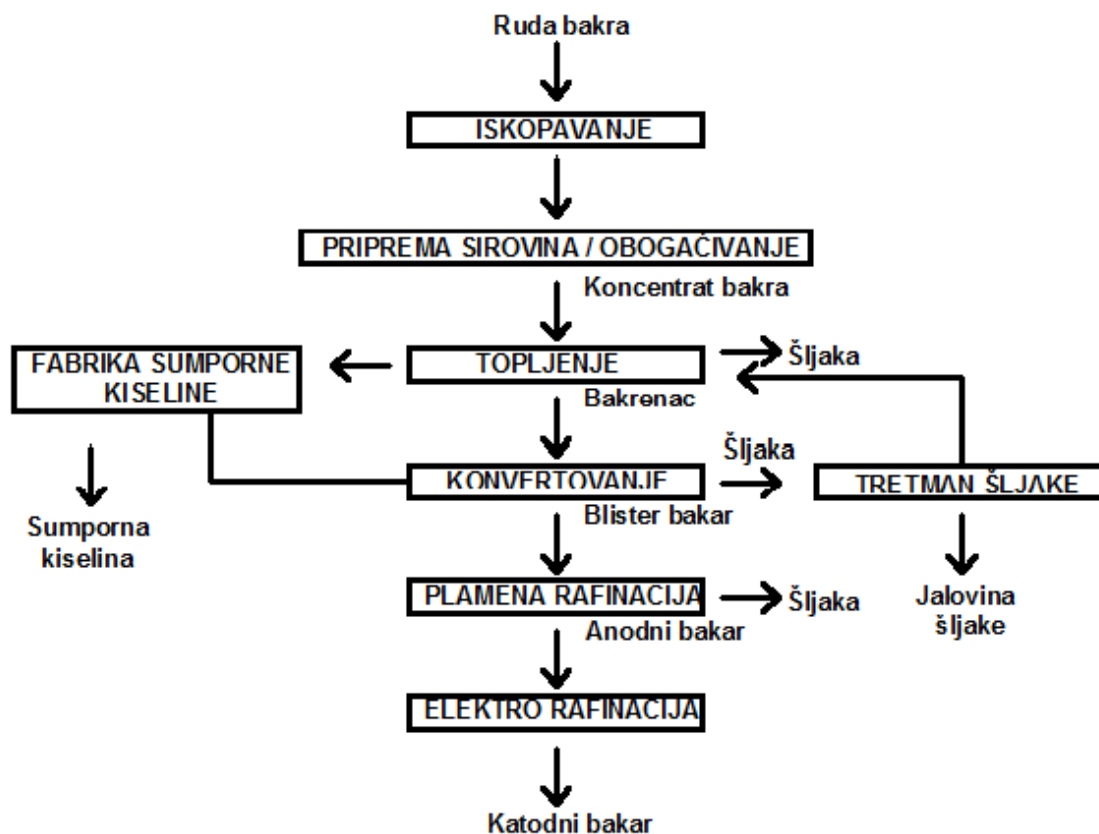 Ruda bakra
ISKOPAVANJE
PRIPREMA SIROVINA / OBOGAĆIVANJE
Koncentrat bakra
FABRIKA SUMPORNE
KISELINE
TOPLJENJE
Šljaka
Bakrenac
Šljaka
KONVERTOVANJE
TRETMAN ŠLJAKE
Blister bakar
Sumporna
kiselina
PLAMENA RAFINACIJA
Šljaka
Jalovina
šljake
Anodni bakar
ELEKTRO RAFINACIJA
Katodni bakar